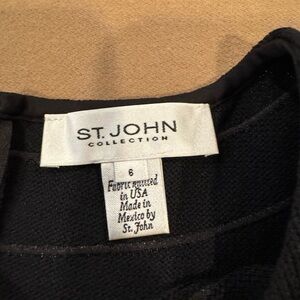 ST. JOHN
COLLECTION
6
Fabric Knitted
in USA
Made in
Mexico by
St. John